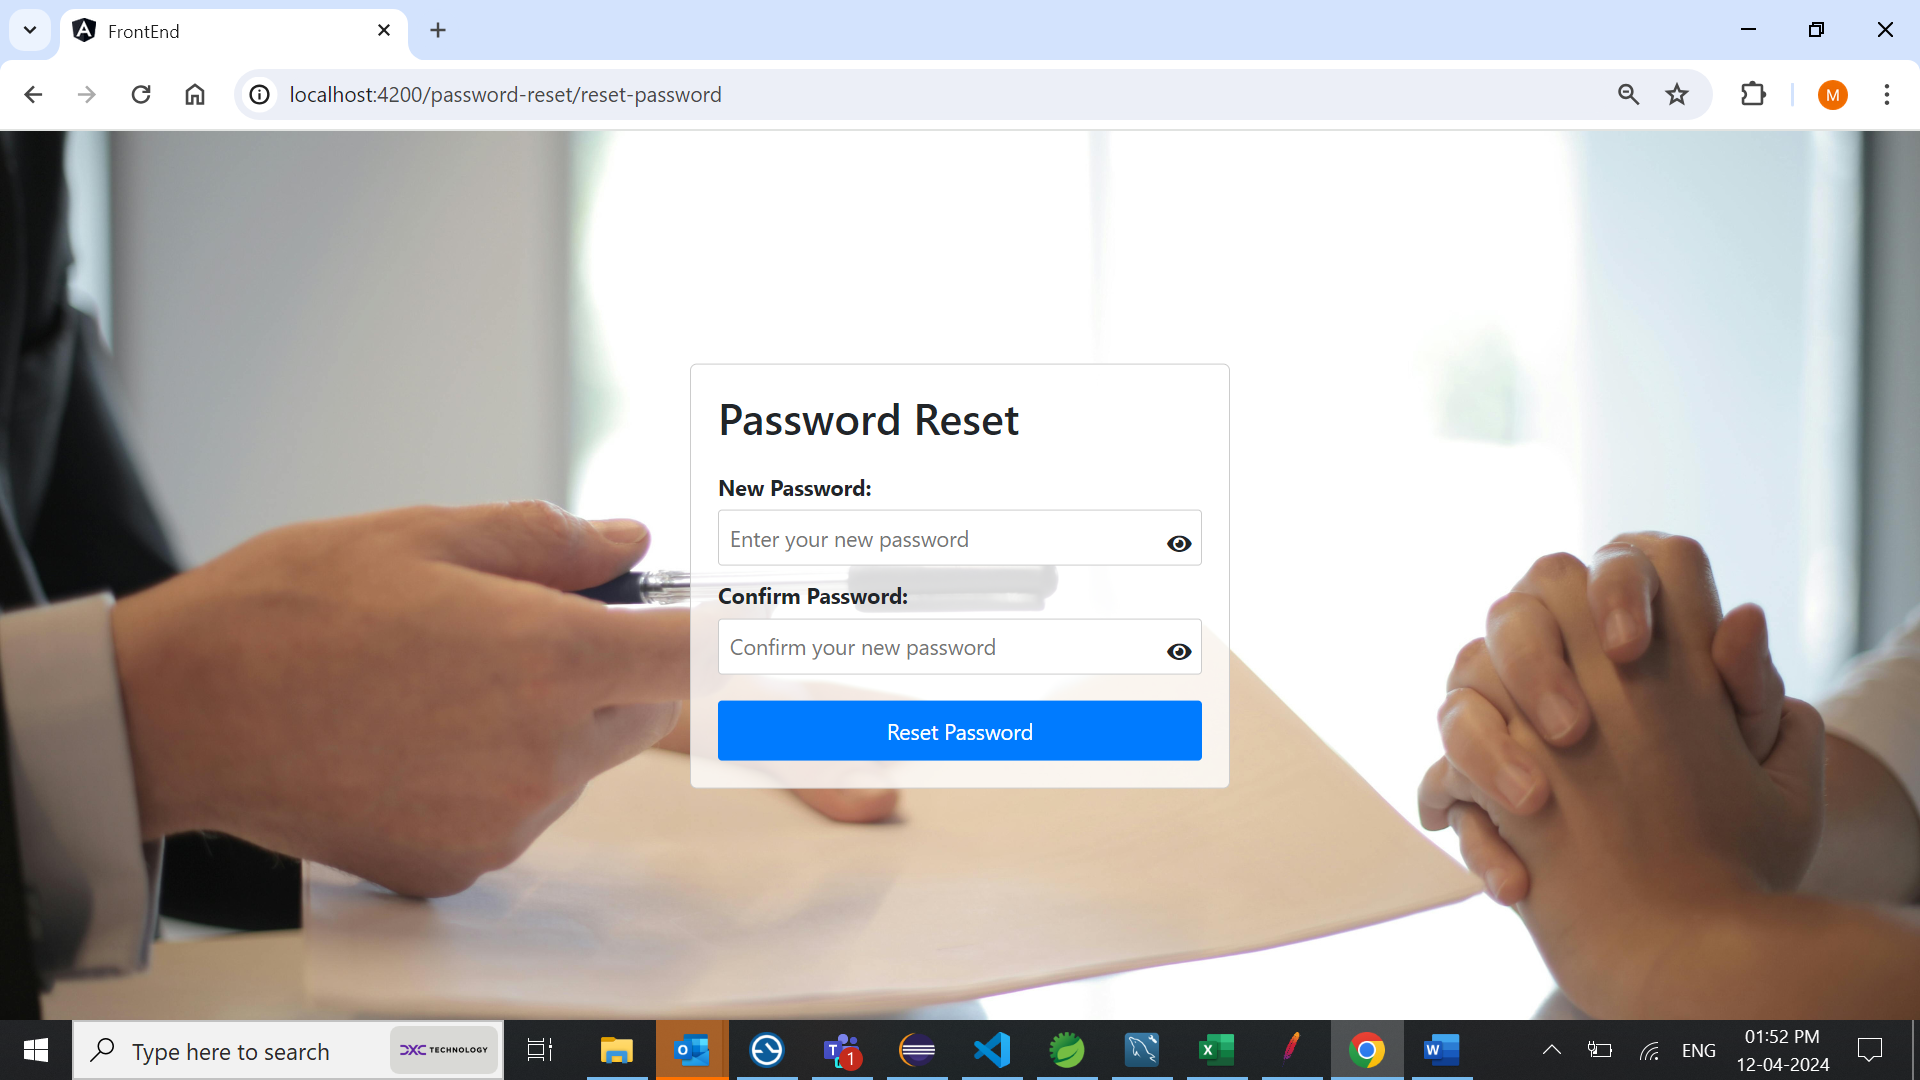 FrontEnd
localhost:4200/password-reset/reset-password
M
Password Reset
New Password:
Enter your new password
Confirm Password:
Confirm your new password
Reset Password
Type here to search
DXC TECHNOLOGY
1
ENG
01:52 PM
12-04-2024